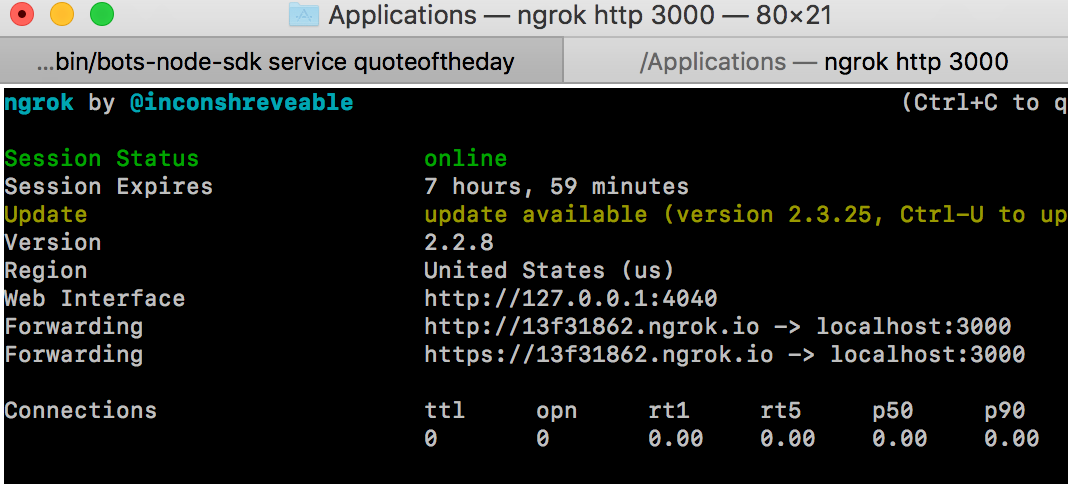 Applications — ngrok http 3000 — 80×21
...bin/bots-node-sdk service quoteoftheday
/Applications — ngrok http 3000
ngrok by @inconshreveable (Ctrl+C to q
Session Status online
Session Expires 7 hours, 59 minutes
Update update available (version 2.3.25, Ctrl-U to up
Version 2.2.8
Region United States (us)
Web Interface http://127.0.0.1:4040
Forwarding http://13f31862.ngrok.io -> localhost:3000
Forwarding https://13f31862.ngrok.io -> localhost:3000
Connections ttl opn rt1 rt5 p50 p90
0 0 0.00 0.00 0.00 0.00